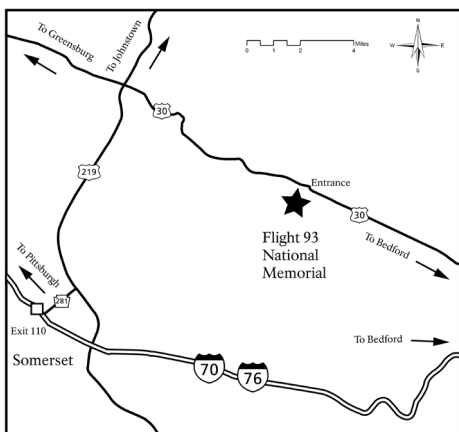 To Greensburg
To Johnstown
0 1 2 4
Miles
N
W E
S
30
219
Entrance
30
Flight 93
National
Memorial
To Bedford
To Pittsburgh
281
Exit 110
Somerset
To Bedford
70
76